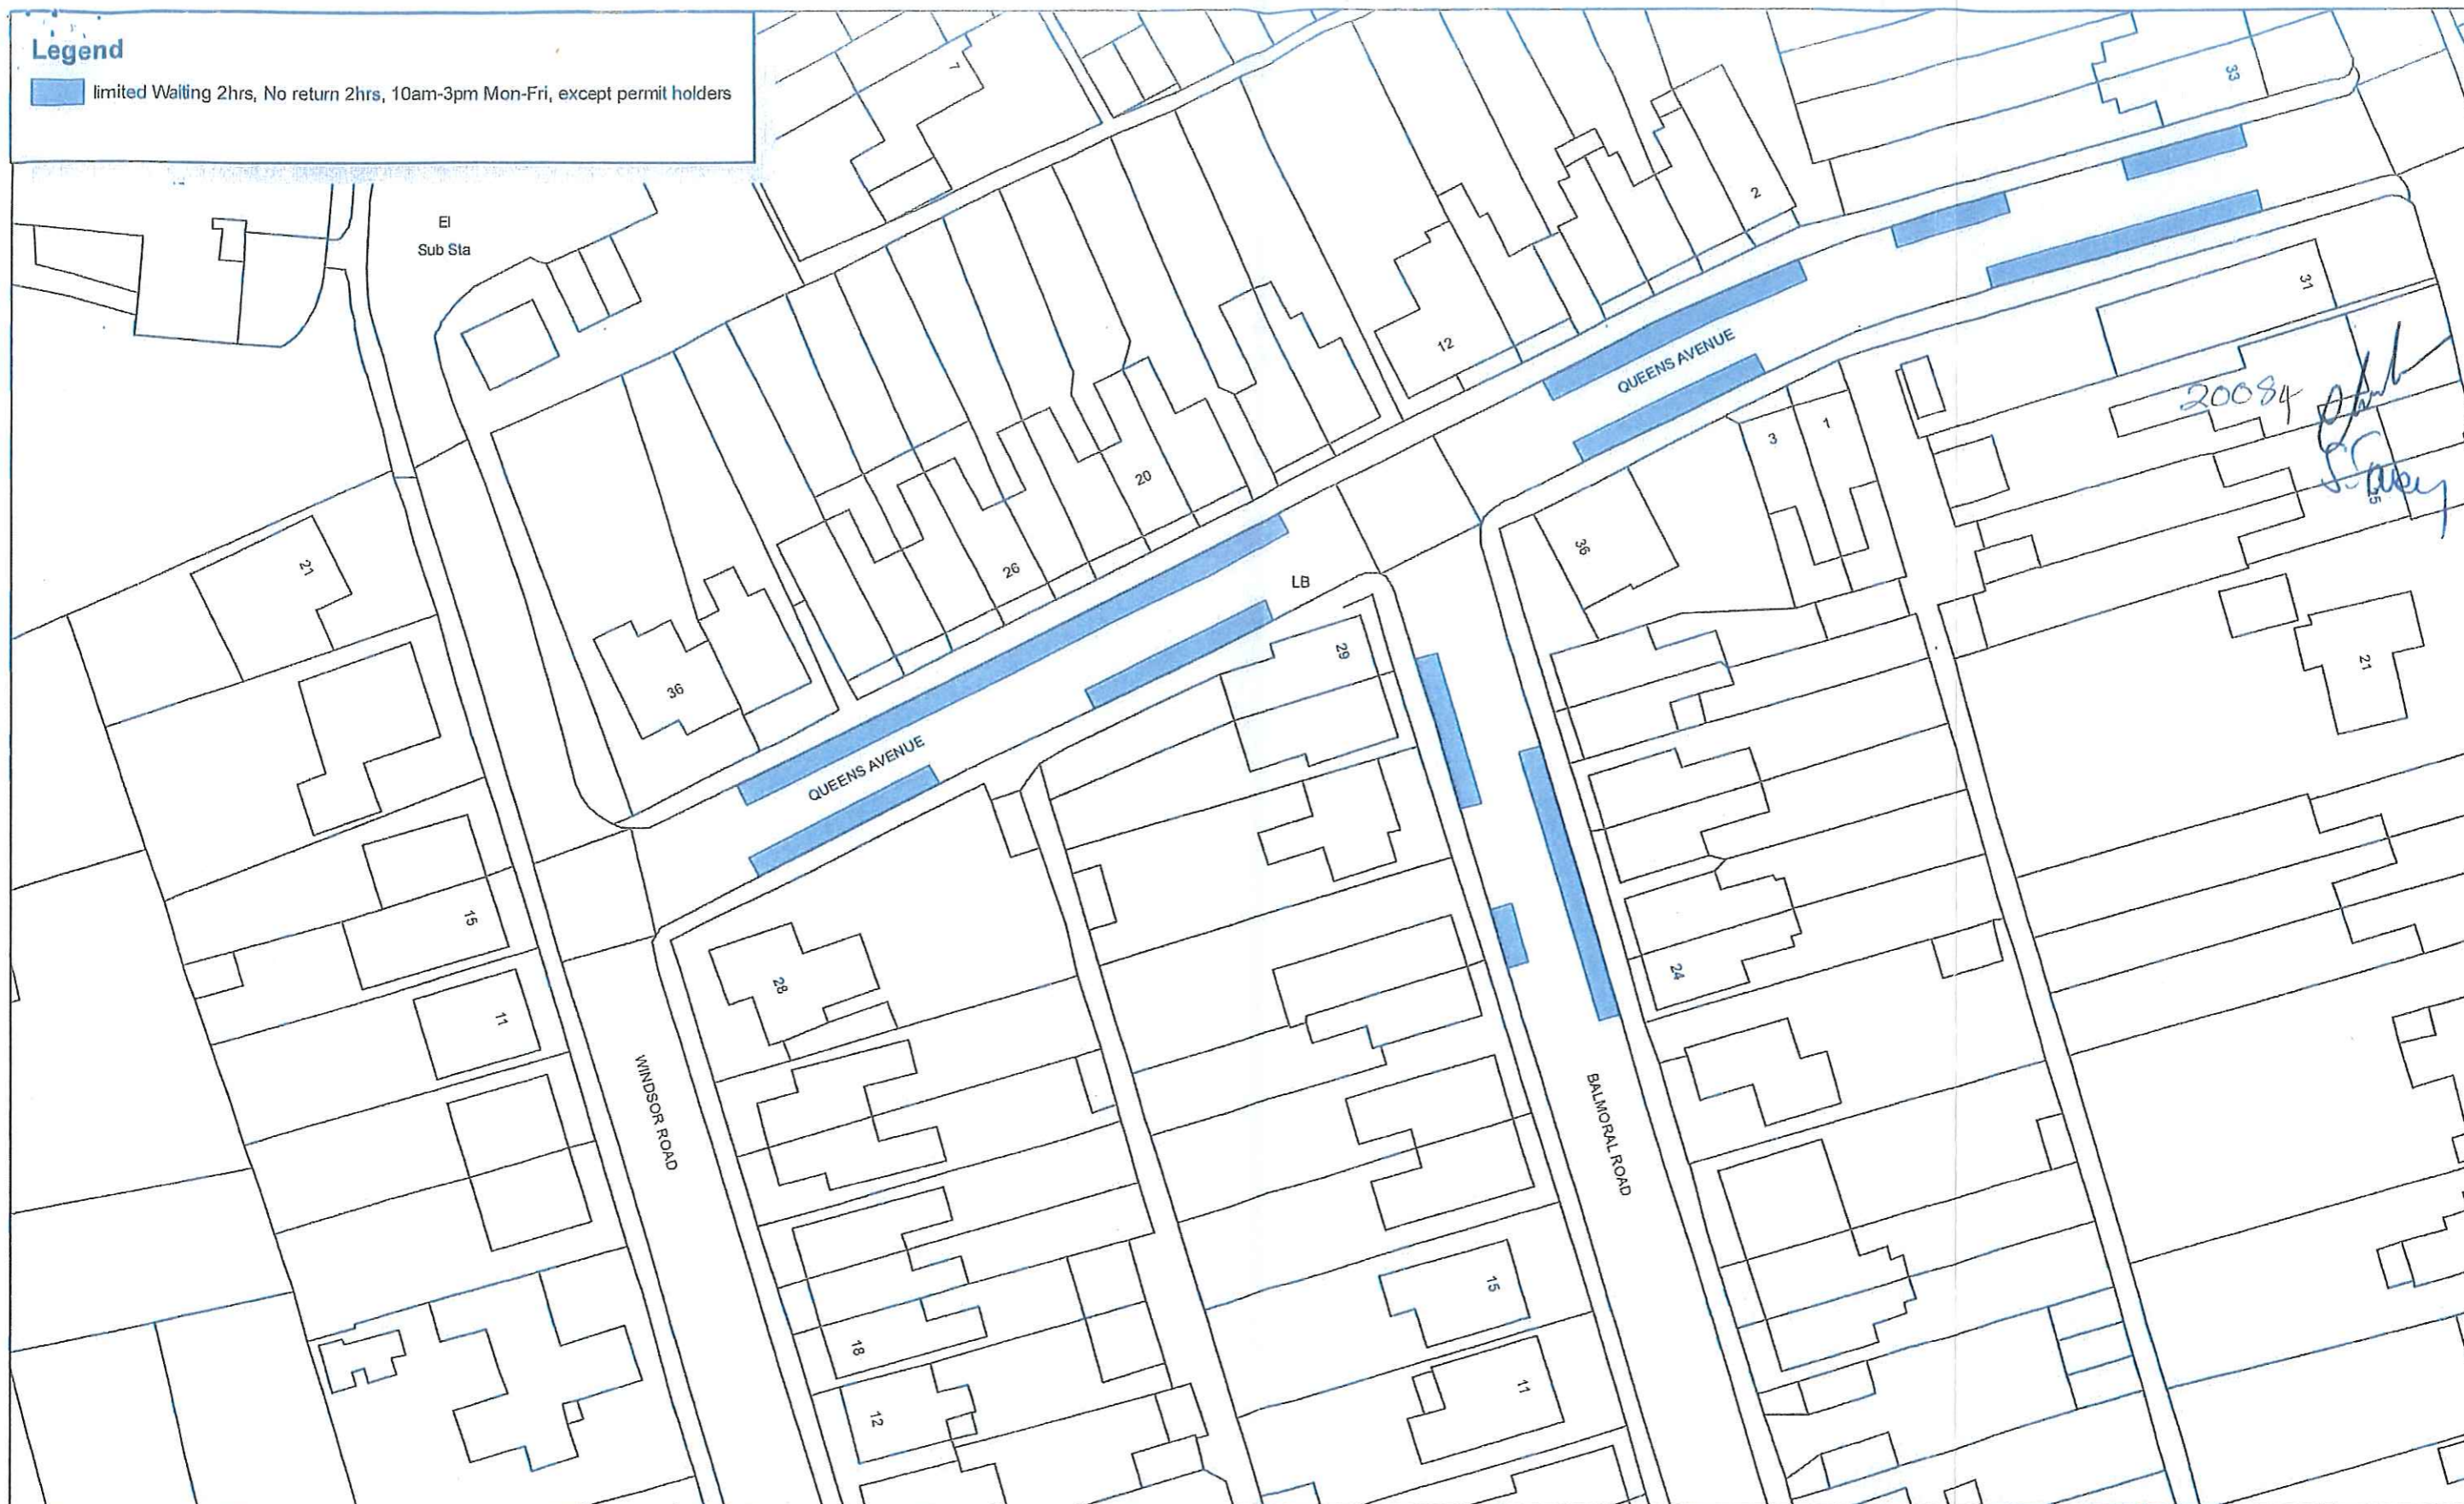 Legend
limited Waiting 2hrs, No return 2hrs, 10am-3pm Mon-Fri, except permit holders
7
33
El
Sub Sta
2
31
12
QUEENS AVENUE
20084
3
1
20
36
21
26
LB
29
21
36
QUEENS AVENUE
15
28
24
11
WINDSOR ROAD
BALMORAL ROAD
15
18
11
12